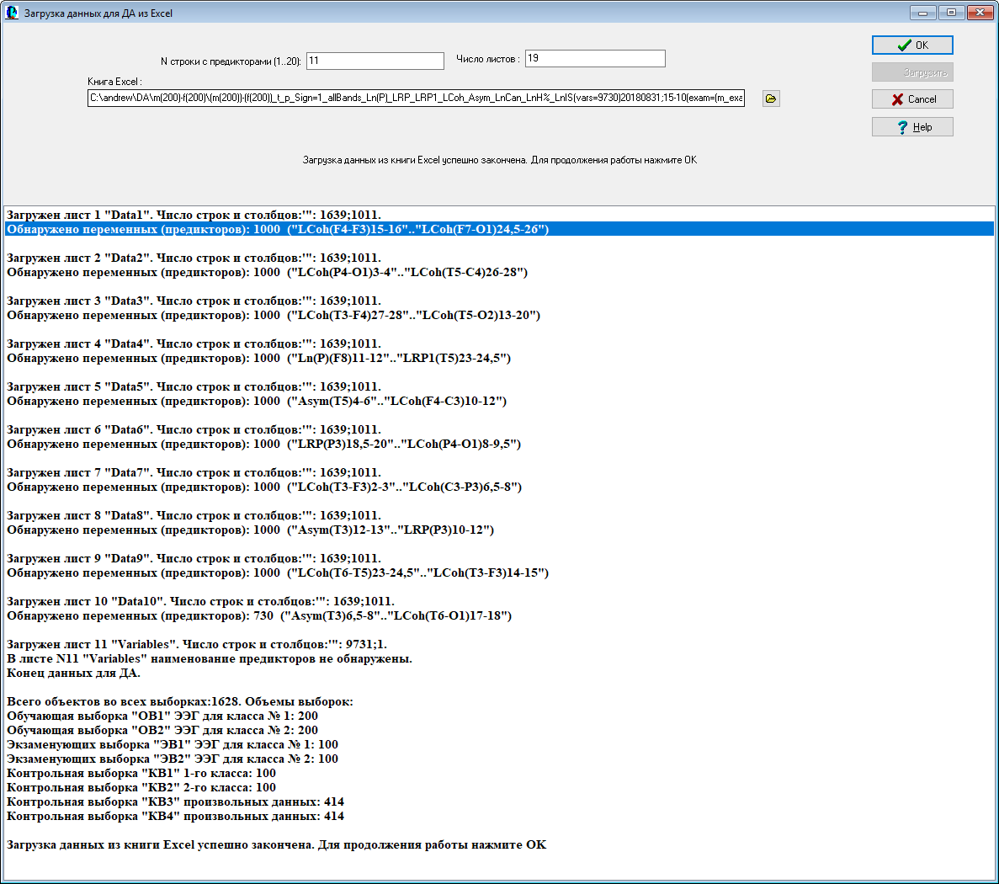 Загрузка данных для ДА из Excel
N строки с предикторами (1..20): 11 Число листов : 19
OK
Загрузить
Книга Excel :
C:\andrew\DA\m(200)-f(200)\(m(200))-(f(200))_t_p_Sign=1_allBands_Ln(P)_LRP_LRP1_LCoh_Asym_LnCan_LnH%_LnIS(vars=9730)20180831;15-10(exam=(m_exa
Cancel
Help
Загрузка данных из книги Excel успешно закончена. Для продолжения работы нажмите OK
Загружен лист 1 "Data1". Число строк и столбцов:'": 1639;1011.
Обнаружено переменных (предикторов): 1000 ("LCoh(F4-F3)15-16".."LCoh(F7-O1)24,5-26")
Загружен лист 2 "Data2". Число строк и столбцов:'": 1639;1011.
Обнаружено переменных (предикторов): 1000 ("LCoh(P4-O1)3-4".."LCoh(T5-C4)26-28")
Загружен лист 3 "Data3". Число строк и столбцов:'": 1639;1011.
Обнаружено переменных (предикторов): 1000 ("LCoh(T3-F4)27-28".."LCoh(T5-O2)13-20")
Загружен лист 4 "Data4". Число строк и столбцов:'": 1639;1011.
Обнаружено переменных (предикторов): 1000 ("Ln(P)(F8)11-12".."LRP1(T5)23-24,5")
Загружен лист 5 "Data5". Число строк и столбцов:'": 1639;1011.
Обнаружено переменных (предикторов): 1000 ("Asym(T5)4-6".."LCoh(F4-C3)10-12")
Загружен лист 6 "Data6". Число строк и столбцов:'": 1639;1011.
Обнаружено переменных (предикторов): 1000 ("LRP(P3)18,5-20".."LCoh(P4-O1)8-9,5")
Загружен лист 7 "Data7". Число строк и столбцов:'": 1639;1011.
Обнаружено переменных (предикторов): 1000 ("LCoh(T3-F3)2-3".."LCoh(C3-P3)6,5-8")
Загружен лист 8 "Data8". Число строк и столбцов:'": 1639;1011.
Обнаружено переменных (предикторов): 1000 ("Asym(T3)12-13".."LRP(P3)10-12")
Загружен лист 9 "Data9". Число строк и столбцов:'": 1639;1011.
Обнаружено переменных (предикторов): 1000 ("LCoh(T6-T5)23-24,5".."LCoh(T3-F3)14-15")
Загружен лист 10 "Data10". Число строк и столбцов:'": 1639;1011.
Обнаружено переменных (предикторов): 730 ("Asym(T3)6,5-8".."LCoh(T6-O1)17-18")
Загружен лист 11 "Variables". Число строк и столбцов:'": 9731;1.
В листе N11 "Variables" наименование предикторов не обнаружены.
Конец данных для ДА.
Всего объектов во всех выборках:1628. Объемы выборок:
Обучающая выборка "ОВ1" ЭЭГ для класса № 1: 200
Обучающая выборка "ОВ2" ЭЭГ для класса № 2: 200
Экзаменующих выборка "ЭВ1" ЭЭГ для класса № 1: 100
Экзаменующих выборка "ЭВ2" ЭЭГ для класса № 2: 100
Контрольная выборка "КВ1" 1-го класса: 100
Контрольная выборка "КВ2" 2-го класса: 100
Контрольная выборка "КВ3" произвольных данных: 414
Контрольная выборка "КВ4" произвольных данных: 414
Загрузка данных из книги Excel успешно закончена. Для продолжения работы нажмите OK